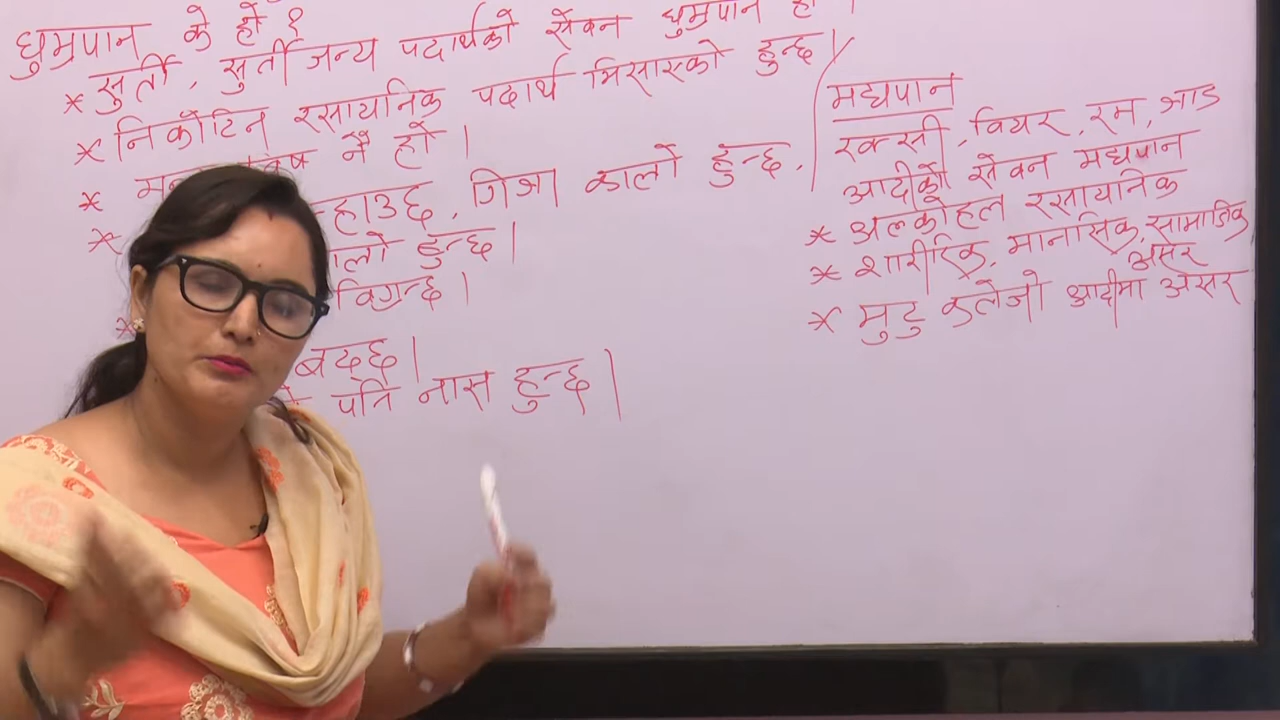 धुम्रपान के हो ?
* सुर्ती, सुर्तीजन्य पदार्थको सेवन धुम्रपान हो ।
* निकोटिन रसायनिक पदार्थ मिसाएको हुन्छ ।
* नै हो ।
* जिब्रो कालो हुन्छ,
हुन्छ ।
विग्रन्छ ।
बढ्छ ।
पनि नास हुन्छ ।
मद्यपान
रक्सी, वियर, रम, ब्राड
आदीको सेवन मद्यपान
* अल्कोहल रसायनिक
* शारीरिक, मानसिक, सामाजिक
असर
* मुटु कलेजो आदीमा असर